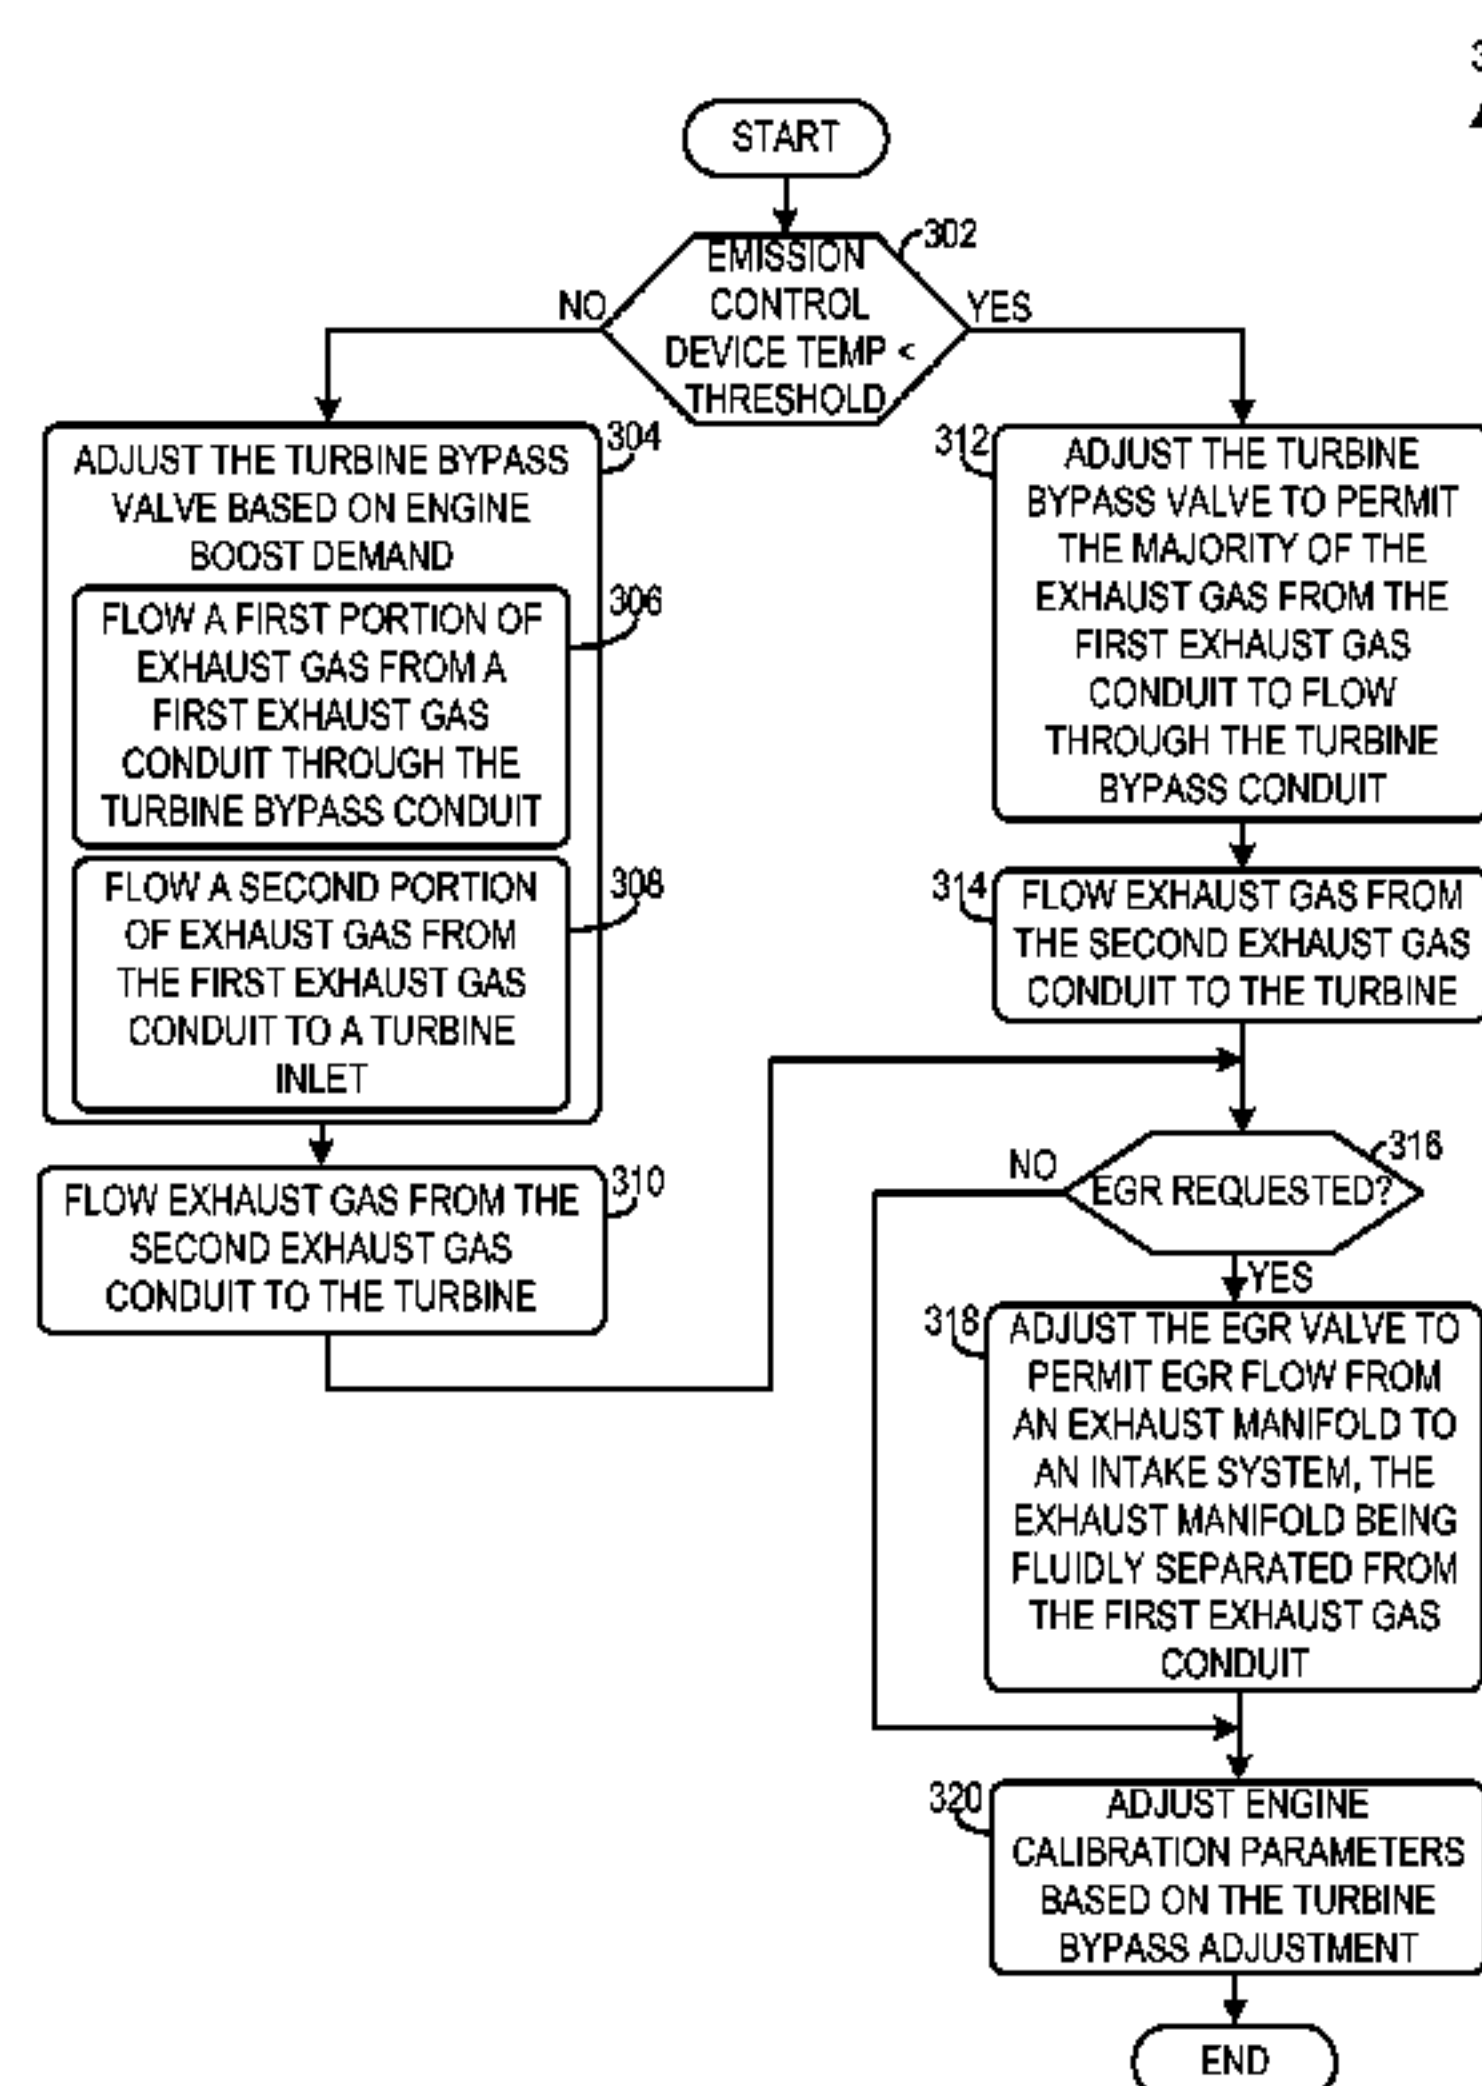 3
START
302
EMISSION
CONTROL
DEVICE TEMP <
THRESHOLD
NO
YES
304
ADJUST THE TURBINE BYPASS
VALVE BASED ON ENGINE
BOOST DEMAND
306
FLOW A FIRST PORTION OF
EXHAUST GAS FROM A
FIRST EXHAUST GAS
CONDUIT THROUGH THE
TURBINE BYPASS CONDUIT
308
FLOW A SECOND PORTION
OF EXHAUST GAS FROM
THE FIRST EXHAUST GAS
CONDUIT TO A TURBINE
INLET
310
FLOW EXHAUST GAS FROM THE
SECOND EXHAUST GAS
CONDUIT TO THE TURBINE
312
ADJUST THE TURBINE
BYPASS VALVE TO PERMIT
THE MAJORITY OF THE
EXHAUST GAS FROM THE
FIRST EXHAUST GAS
CONDUIT TO FLOW
THROUGH THE TURBINE
BYPASS CONDUIT
314
FLOW EXHAUST GAS FROM
THE SECOND EXHAUST GAS
CONDUIT TO THE TURBINE
316
NO
EGR REQUESTED?
YES
318
ADJUST THE EGR VALVE TO
PERMIT EGR FLOW FROM
AN EXHAUST MANIFOLD TO
AN INTAKE SYSTEM, THE
EXHAUST MANIFOLD BEING
FLUIDLY SEPARATED FROM
THE FIRST EXHAUST GAS
CONDUIT
320
ADJUST ENGINE
CALIBRATION PARAMETERS
BASED ON THE TURBINE
BYPASS ADJUSTMENT
END